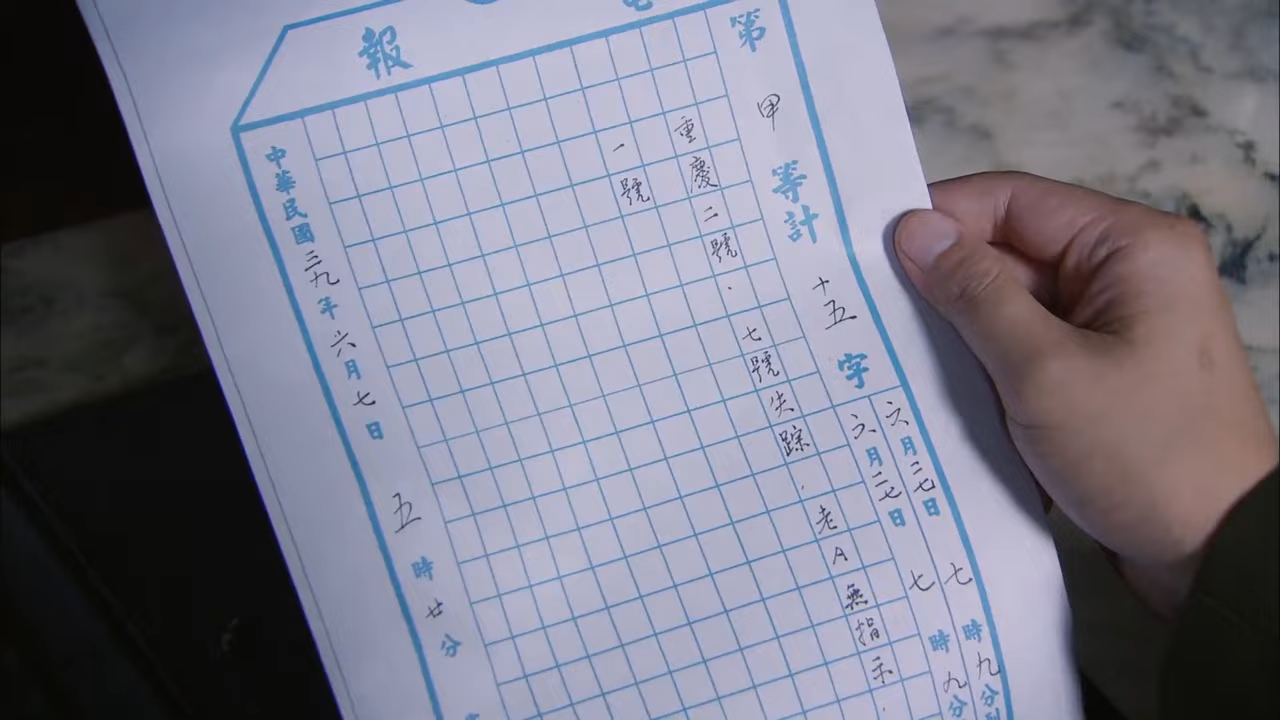 報
第甲等計十五字
六月二七日七時九分
六月二七日七時九分
重慶二號.七號失踪.老A無指示.
一號
中華民國三九年六月七日五時廿分